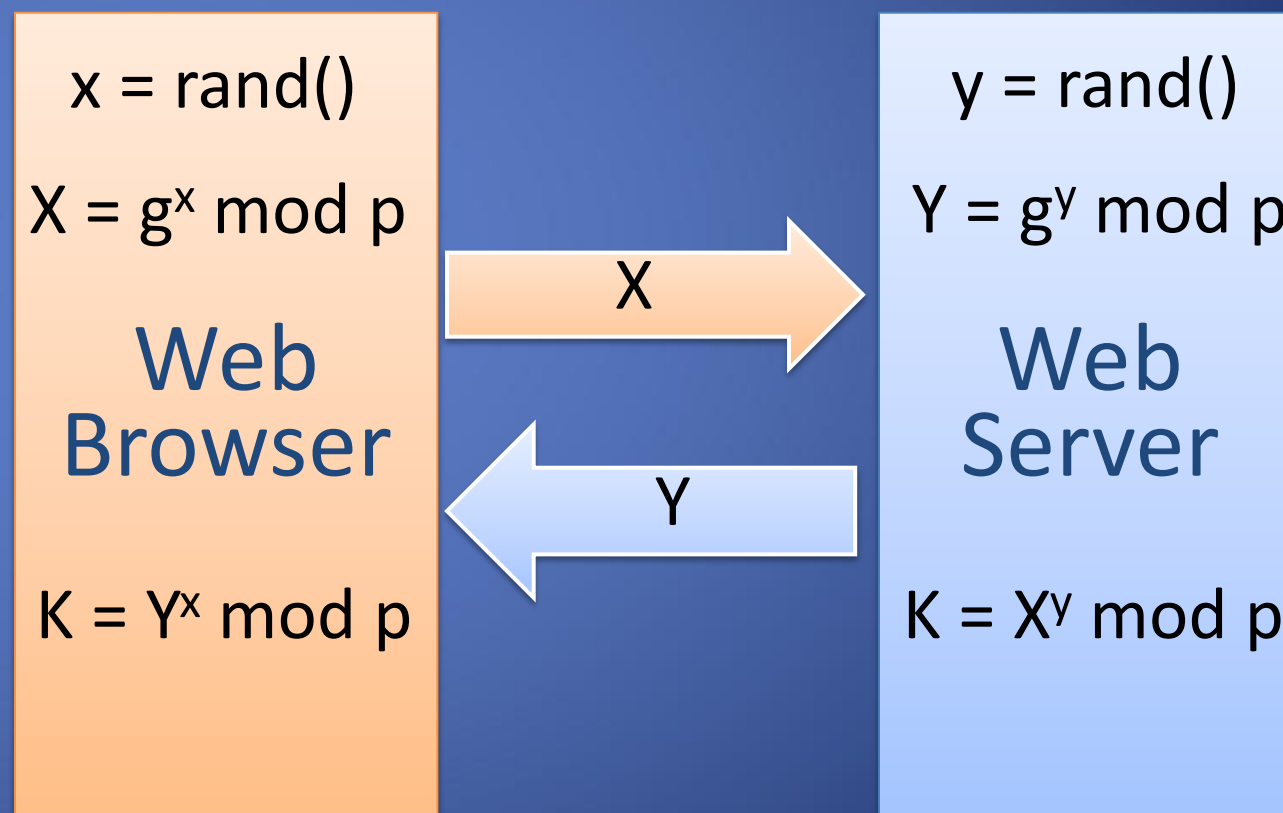 x = rand()
X = gˣ mod p
Web
Browser
K = Yˣ mod p
X
Y
y = rand()
Y = gʸ mod p
Web
Server
K = Xʸ mod p